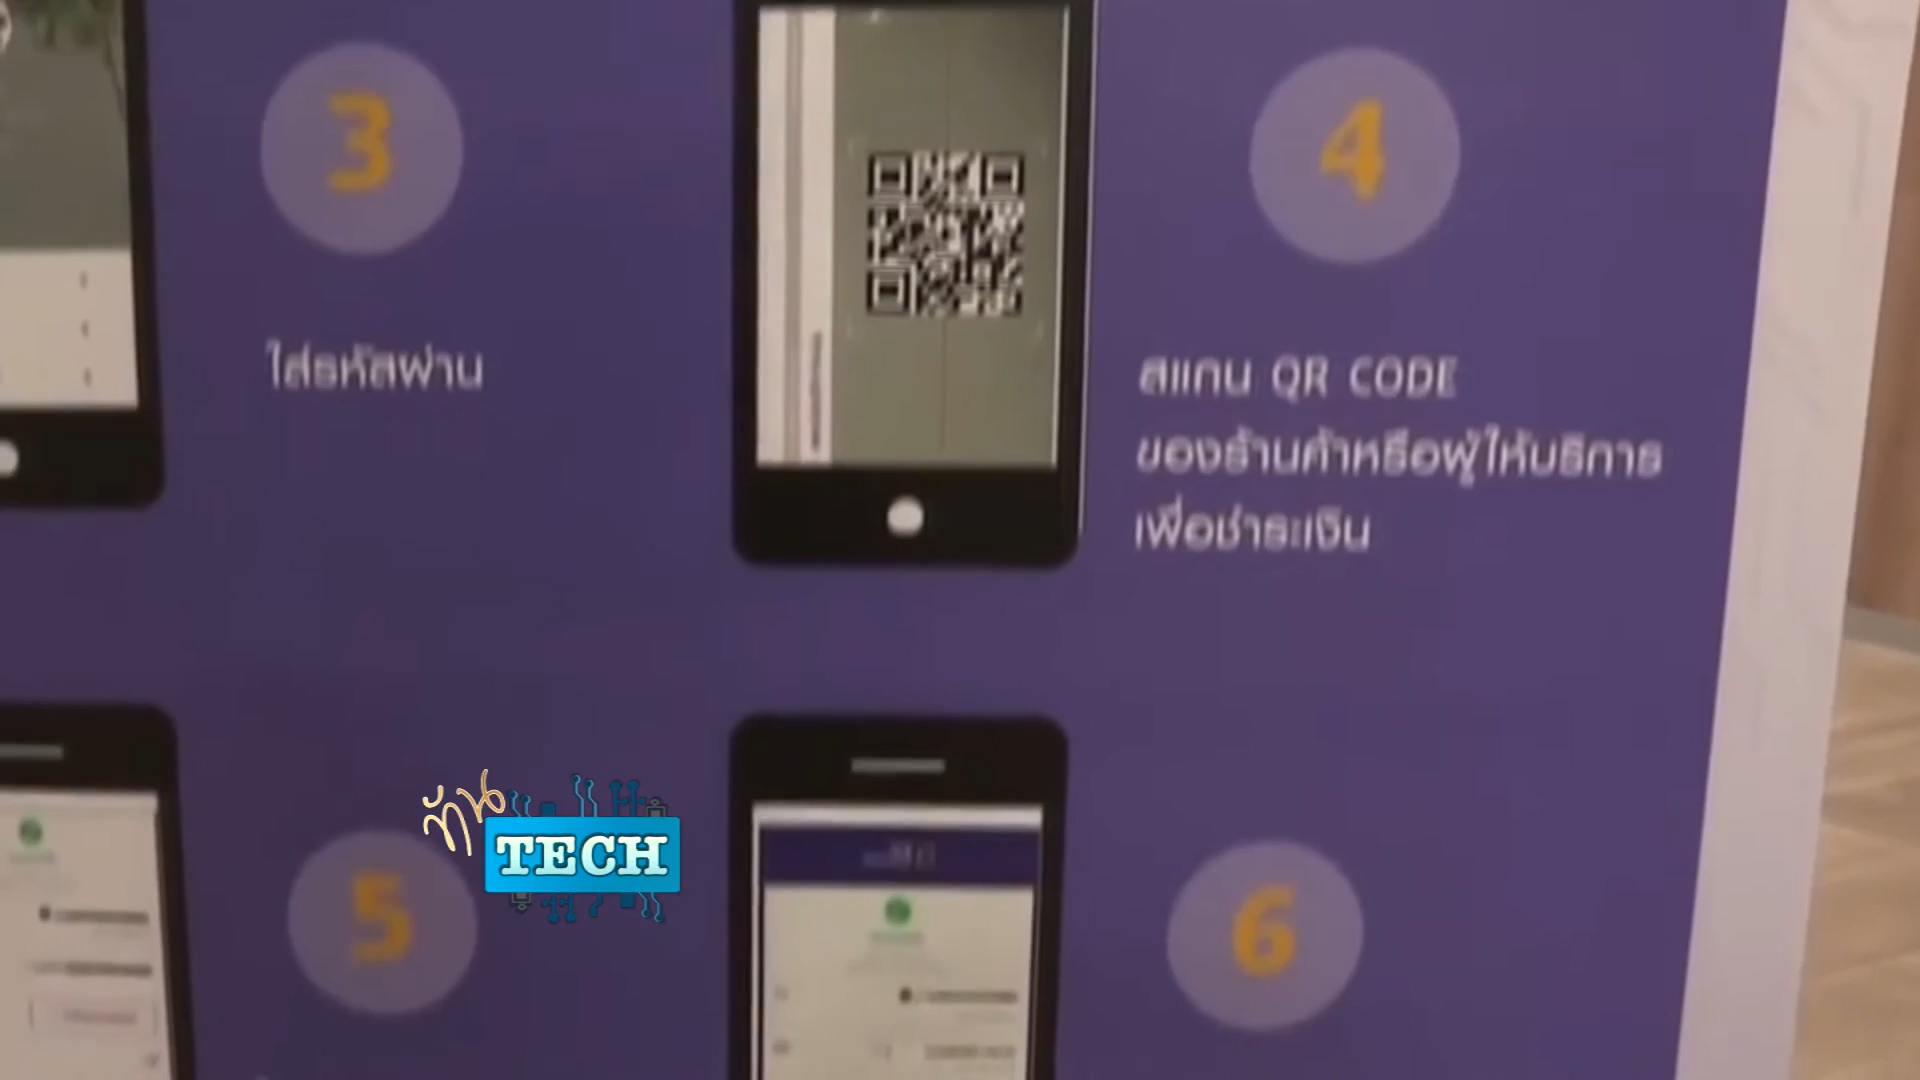 3
ใส่รหัสผ่าน
4
สแกน QR CODE
ของร้านค้าหรือผู้ให้บริการ
เพื่อชำระเงิน
5
ทัน
TECH
6